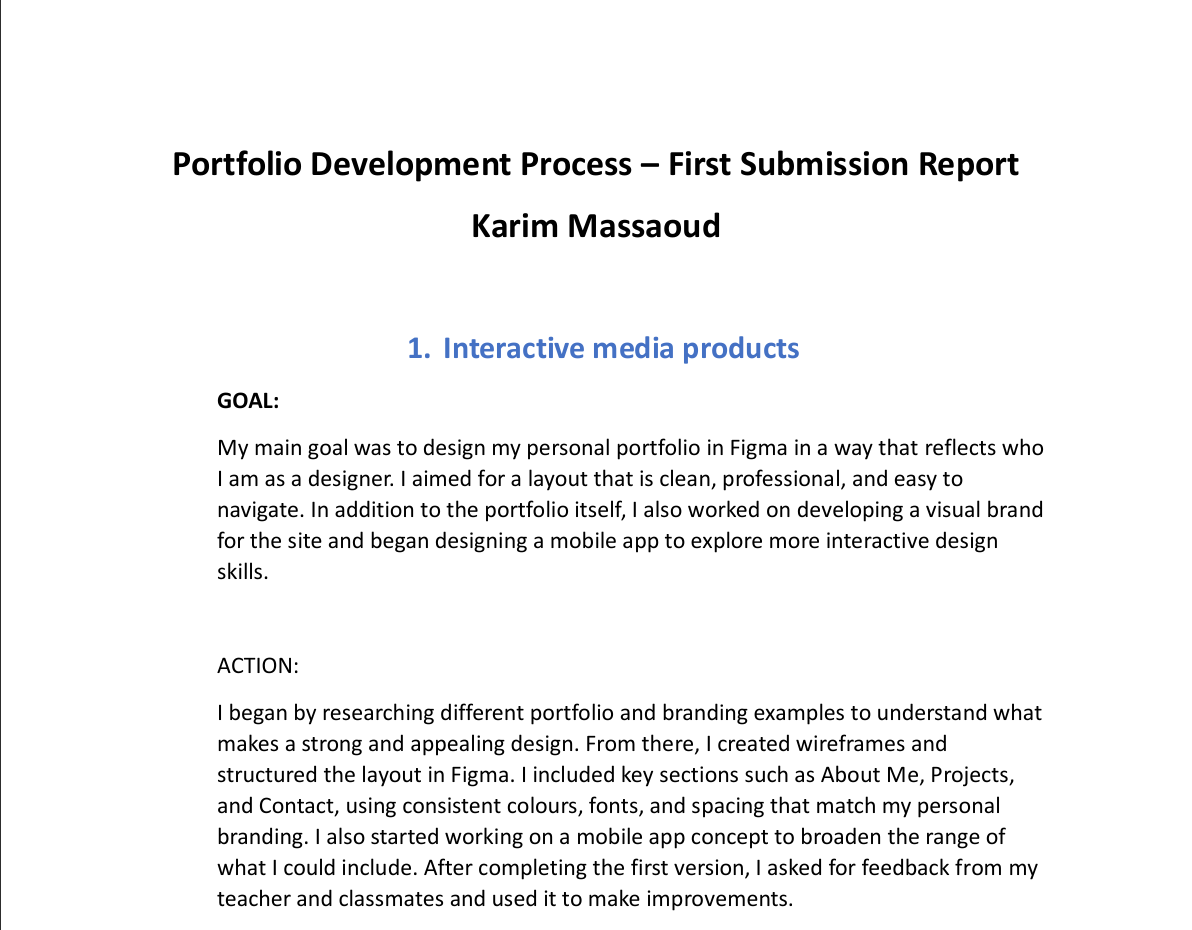 Portfolio Development Process – First Submission Report
Karim Massaoud
1. Interactive media products
GOAL:
My main goal was to design my personal portfolio in Figma in a way that reflects who
I am as a designer. I aimed for a layout that is clean, professional, and easy to
navigate. In addition to the portfolio itself, I also worked on developing a visual brand
for the site and began designing a mobile app to explore more interactive design
skills.
ACTION:
I began by researching different portfolio and branding examples to understand what
makes a strong and appealing design. From there, I created wireframes and
structured the layout in Figma. I included key sections such as About Me, Projects,
and Contact, using consistent colours, fonts, and spacing that match my personal
branding. I also started working on a mobile app concept to broaden the range of
what I could include. After completing the first version, I asked for feedback from my
teacher and classmates and used it to make improvements.